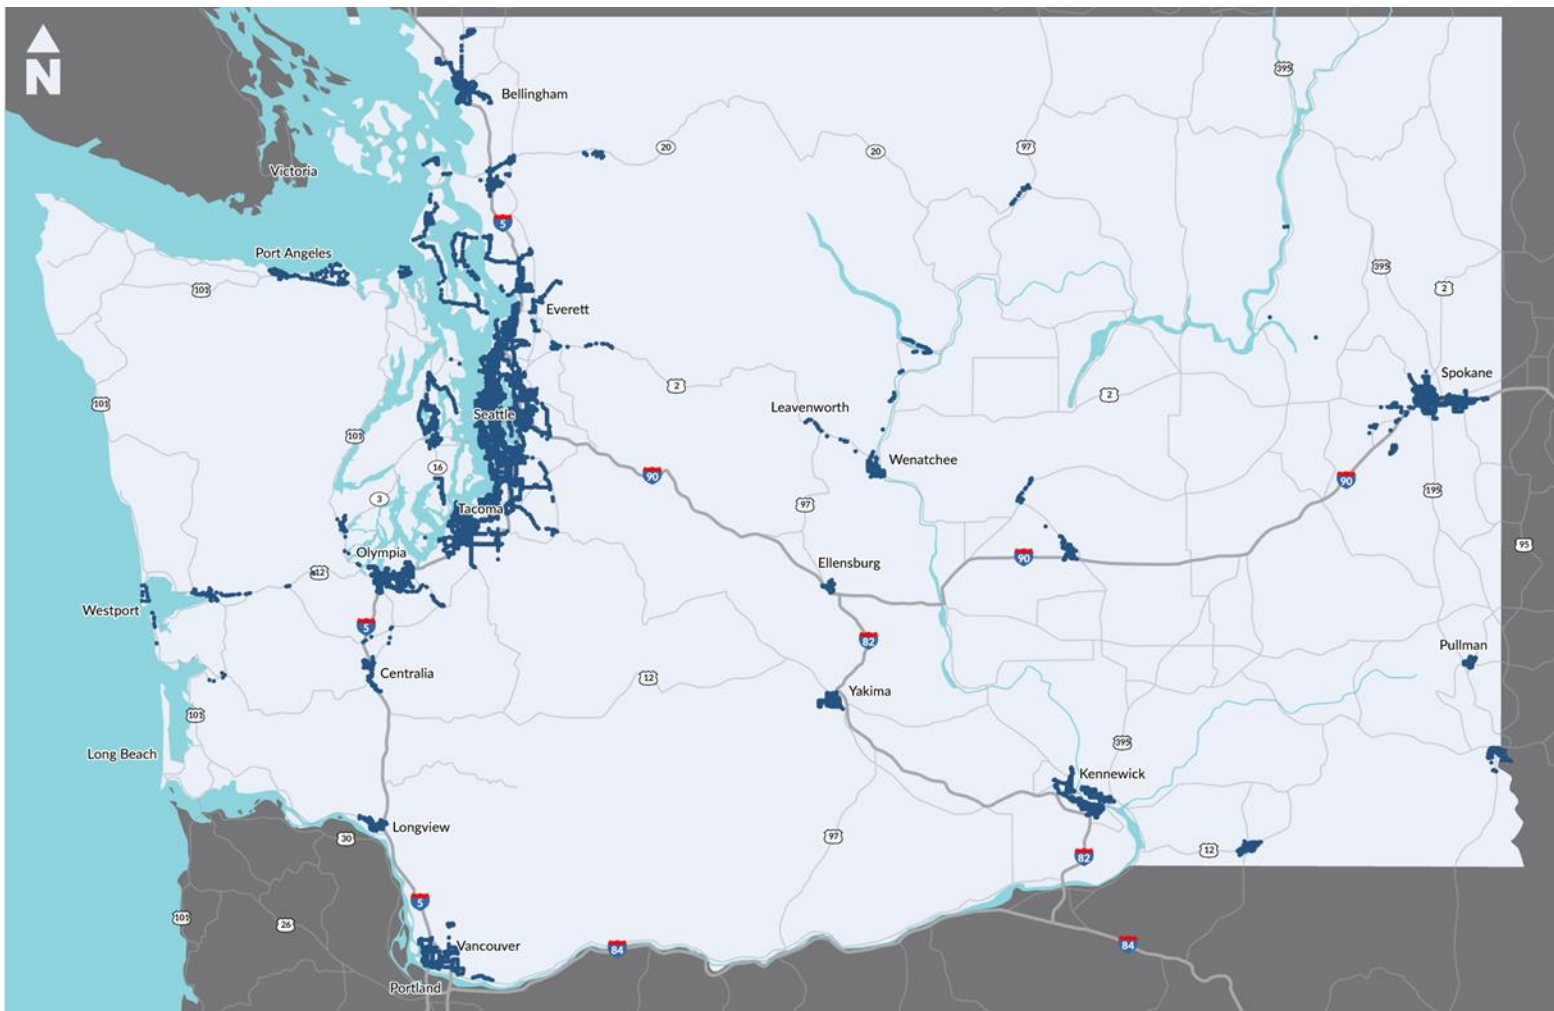 N
Bellingham
395
20
20
97
Victoria
5
Port Angeles
101
395
2
Everett
Spokane
2
2
101
Leavenworth
Seattle
101
Wenatchee
16
90
90
195
3
97
Tacoma
95
Olympia
90
Ellensburg
12
Westport
5
82
Pullman
Centralia
12
Yakima
101
395
Long Beach
Kennewick
Longview
30
97
12
82
5
101
26
Vancouver
84
84
Portland